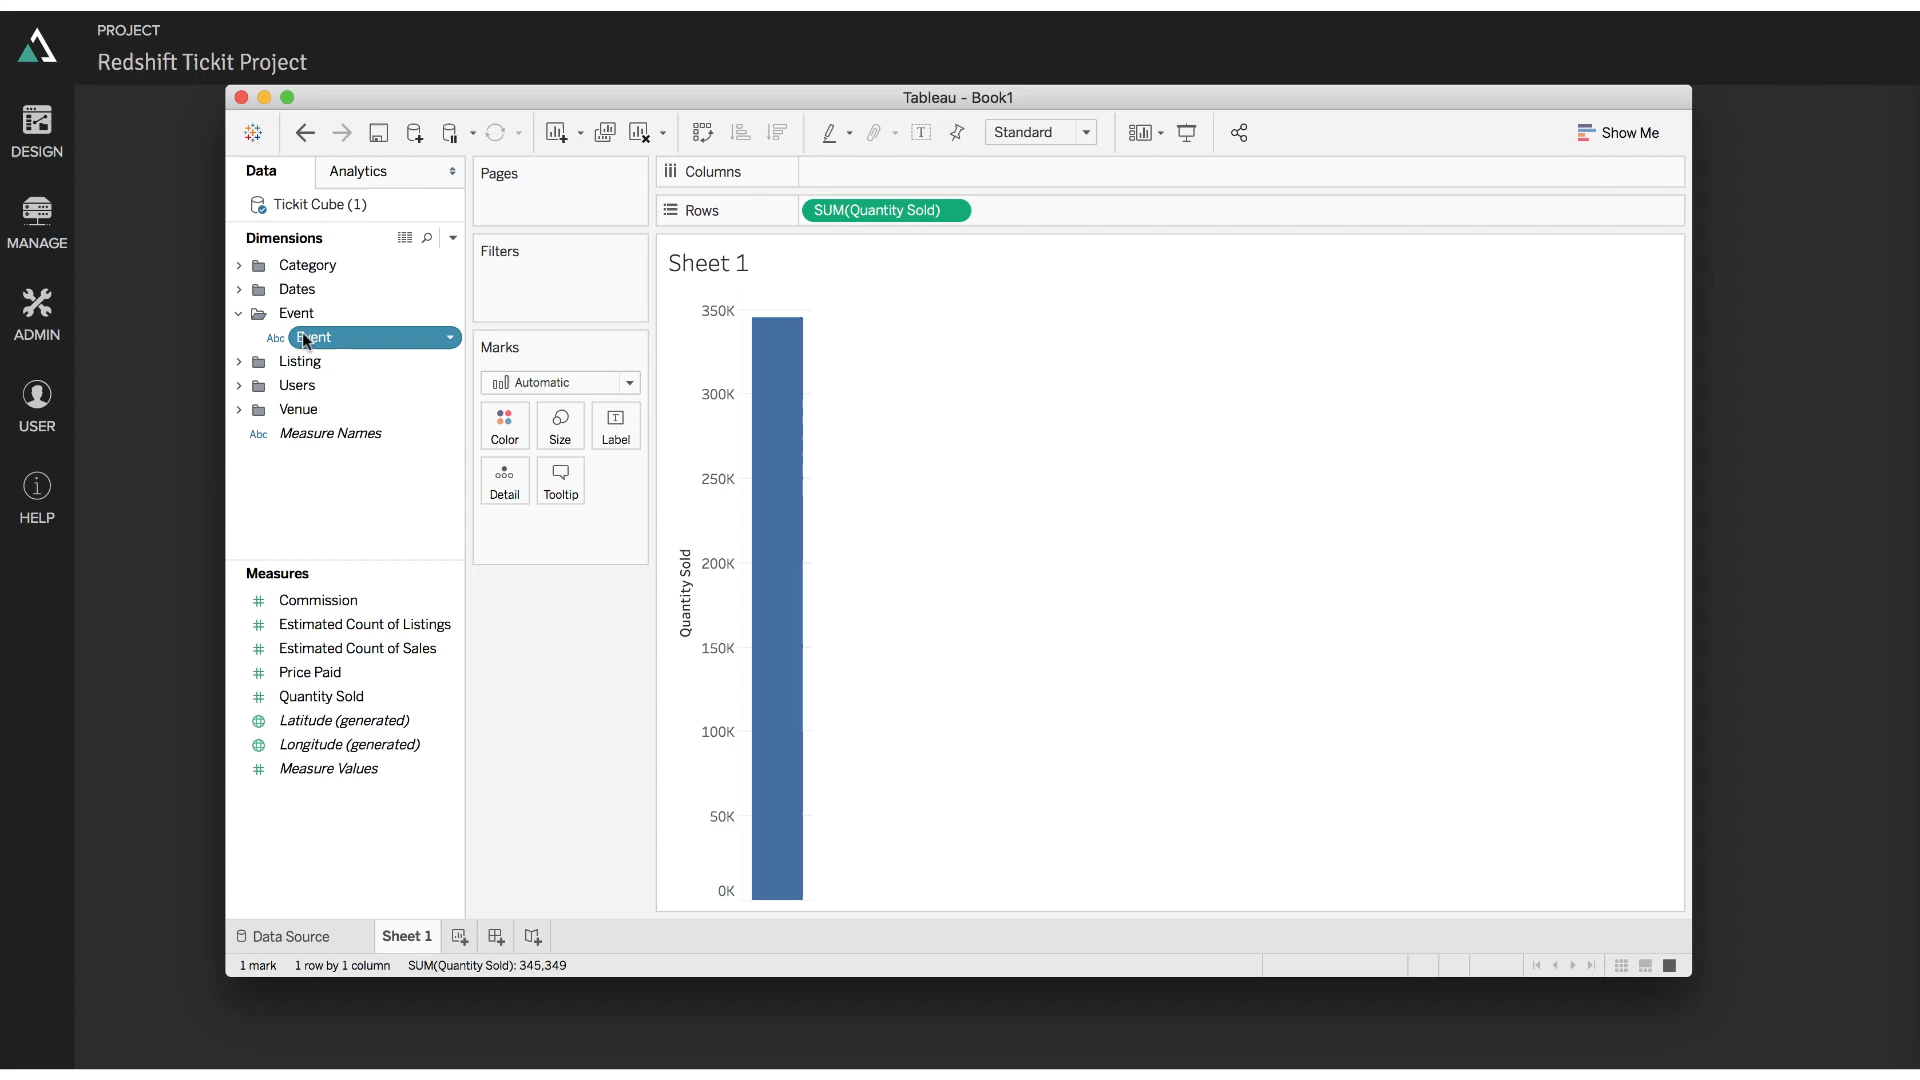 PROJECT
Redshift Tickit Project
DESIGN
MANAGE
ADMIN
USER
HELP
Tableau - Book1
Standard
Show Me
Data
Analytics
Tickit Cube (1)
Dimensions
Category
Dates
Event
Abc Event
Listing
Users
Venue
Abc Measure Names
Measures
Commission
Estimated Count of Listings
Estimated Count of Sales
Price Paid
Quantity Sold
Latitude (generated)
Longitude (generated)
Measure Values
Pages
Filters
Marks
Automatic
Color
Size
Label
Detail
Tooltip
Columns
Rows
SUM(Quantity Sold)
Sheet 1
350K
300K
250K
200K
150K
100K
50K
0K
Quantity Sold
Data Source
Sheet 1
1 mark 1 row by 1 column SUM(Quantity Sold): 345,349